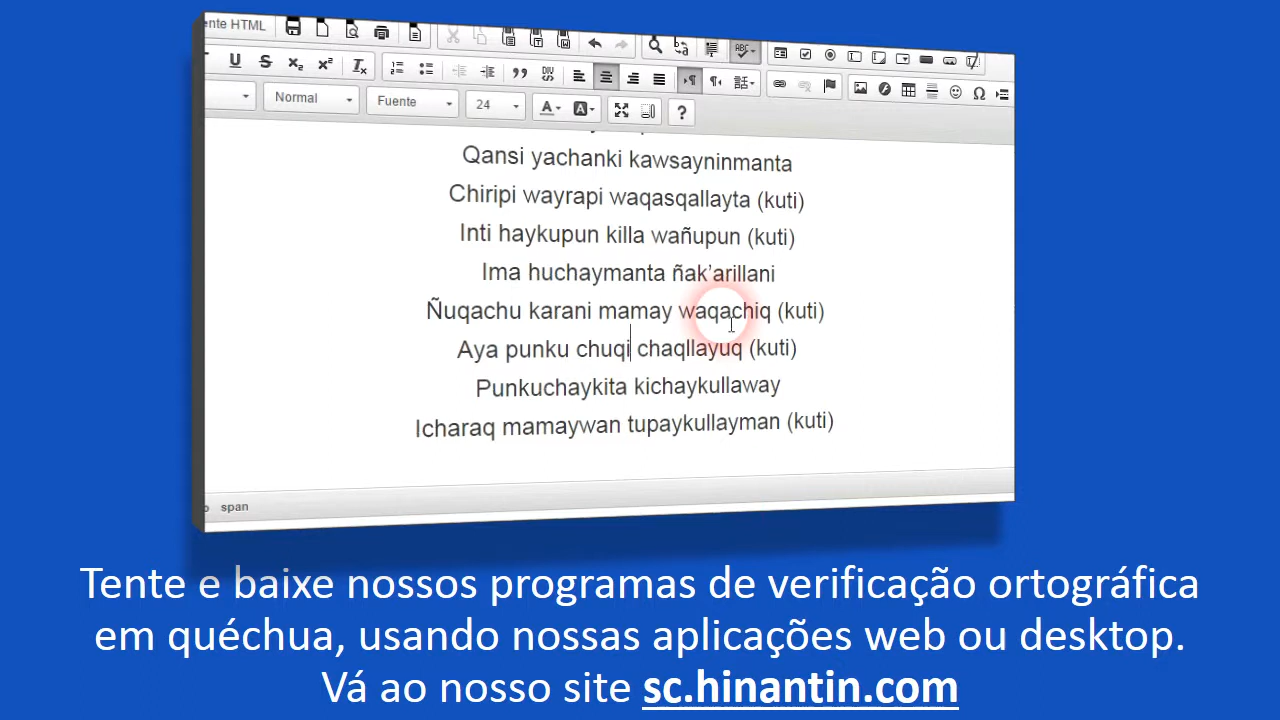 ente HTML
Normal Fuente 24
Qansi yachanki kawsayninmanta
Chiripi wayrapi waqasqallayta (kuti)
Inti haykupun killa wañupun (kuti)
Ima huchaymanta ñak'arillani
Ñuqachu karani mamay waqachiq (kuti)
Aya punku chuqi chaqllayuq (kuti)
Punkuchaykita kichaykullaway
Icharaq mamaywan tupaykullayman (kuti)
span
Tente e baixe nossos programas de verificação ortográfica
em quéchua, usando nossas aplicações web ou desktop.
Vá ao nosso site sc.hinantin.com